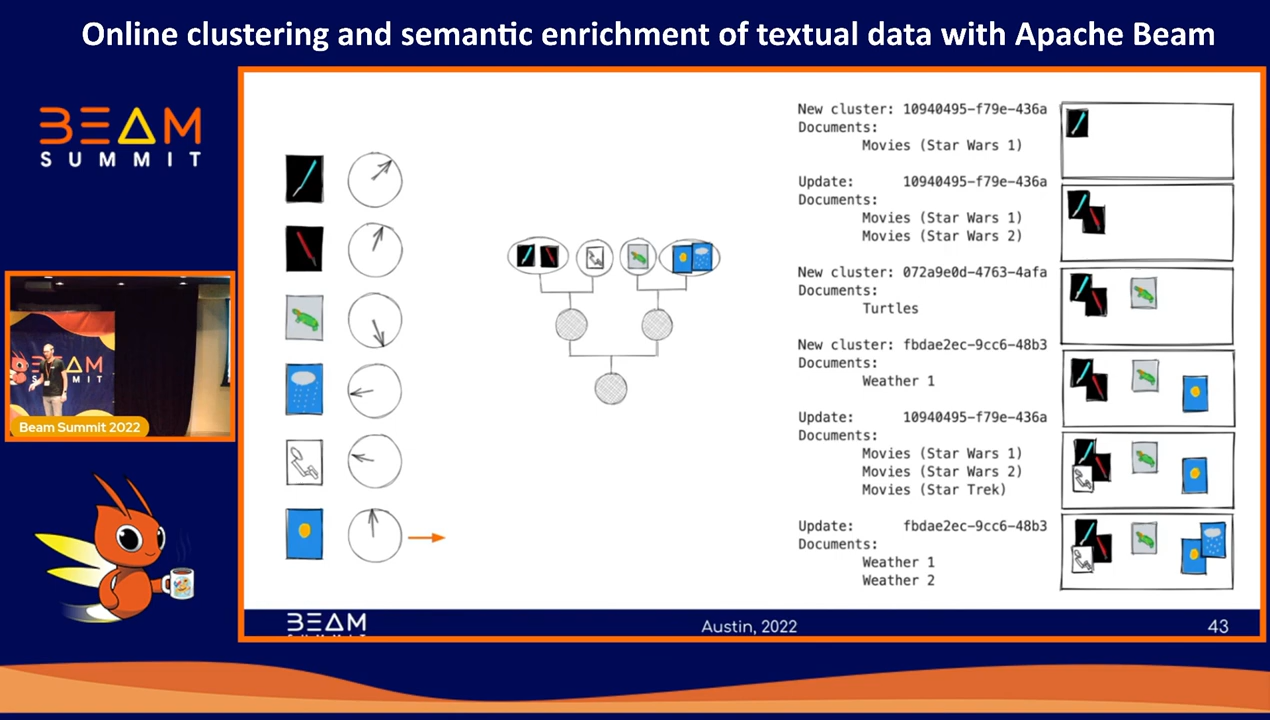 Online clustering and semantic enrichment of textual data with Apache Beam
BEAM
SUMMIT
New cluster: 10940495-f79e-436a
Documents:
Movies (Star Wars 1)
Update: 10940495-f79e-436a
Documents:
Movies (Star Wars 1)
Movies (Star Wars 2)
New cluster: 072a9e0d-4763-4afa
Documents:
Turtles
New cluster: fbdae2ec-9cc6-48b3
Documents:
Weather 1
Update: 10940495-f79e-436a
Documents:
Movies (Star Wars 1)
Movies (Star Wars 2)
Movies (Star Trek)
Update: fbdae2ec-9cc6-48b3
Documents:
Weather 1
Weather 2
BEAM
SUMMIT
Beam Summit 2022
BEAM
Austin, 2022
43